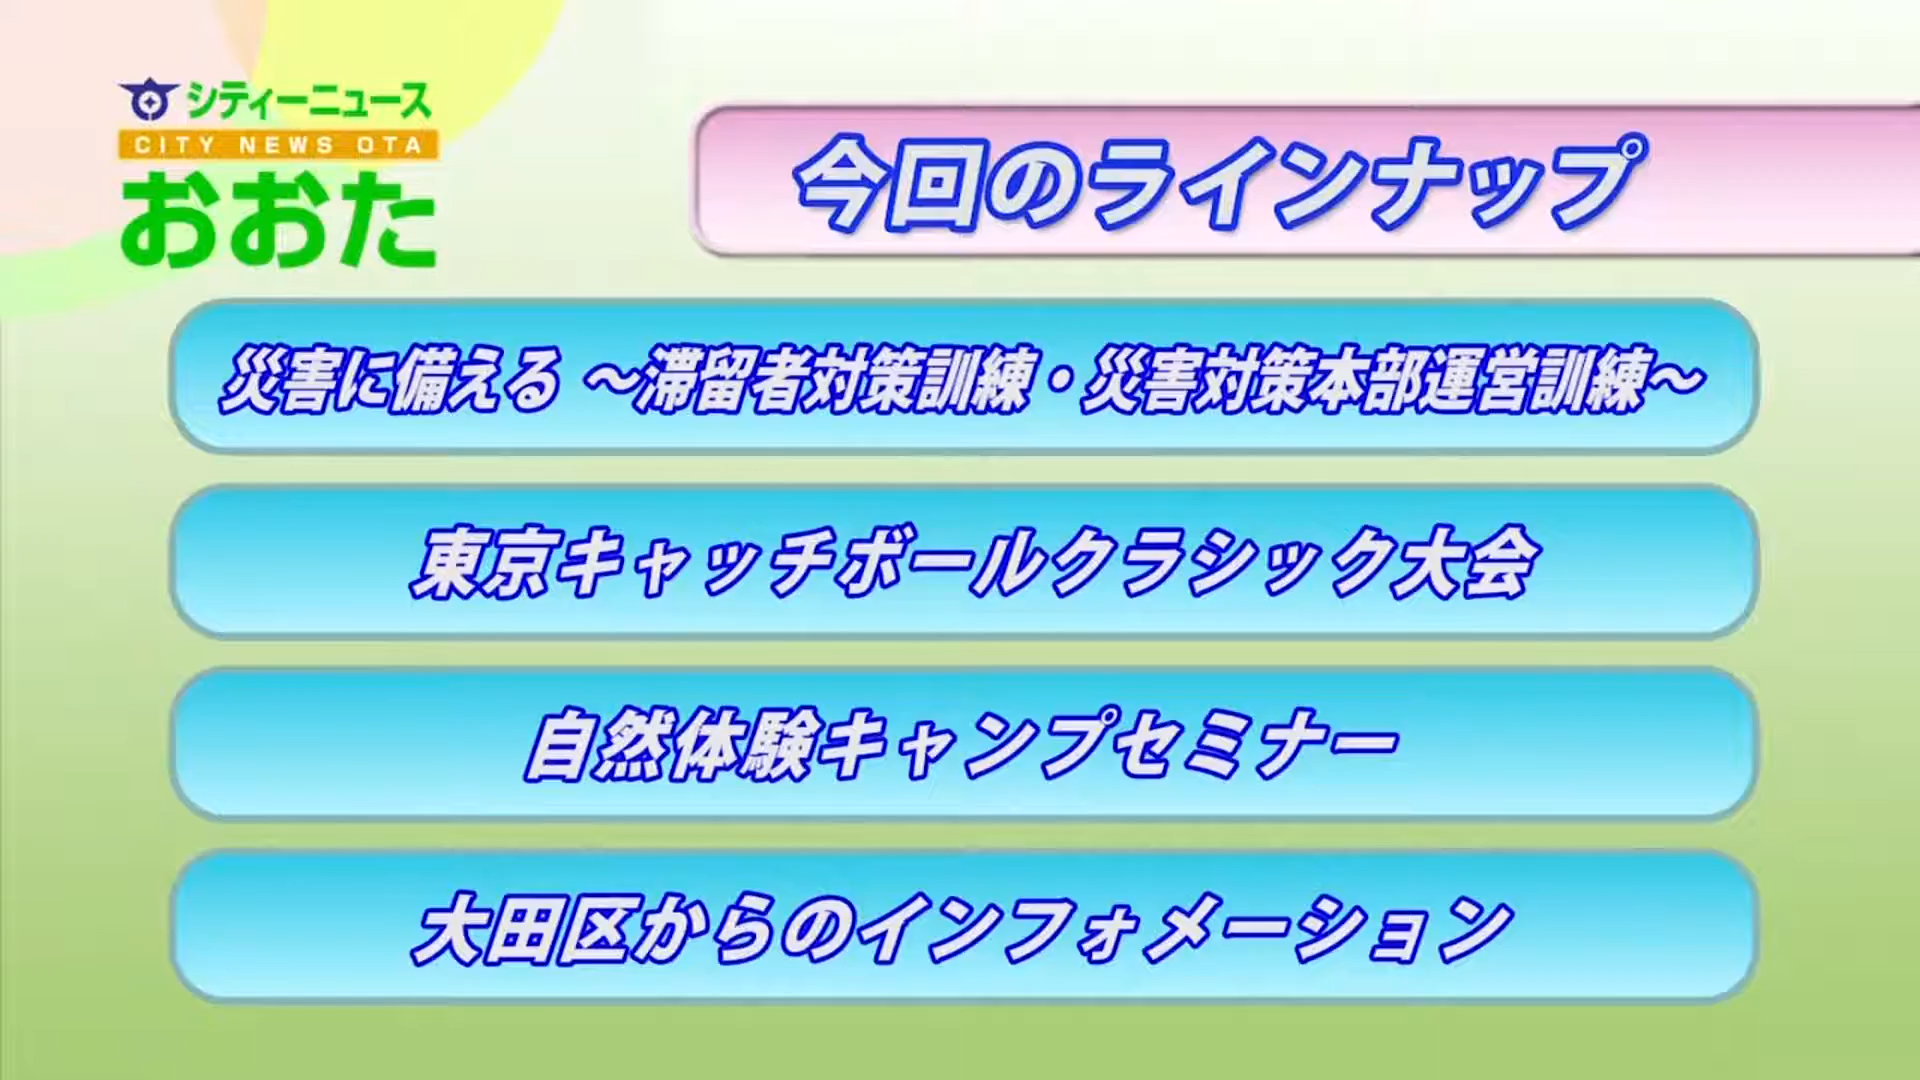 シティーニュース
CITY NEWS OTA
おおた
今回のラインナップ
災害に備える ～滞留者対策訓練・災害対策本部運営訓練～
東京キャッチボールクラシック大会
自然体験キャンプセミナー
大田区からのインフォメーション